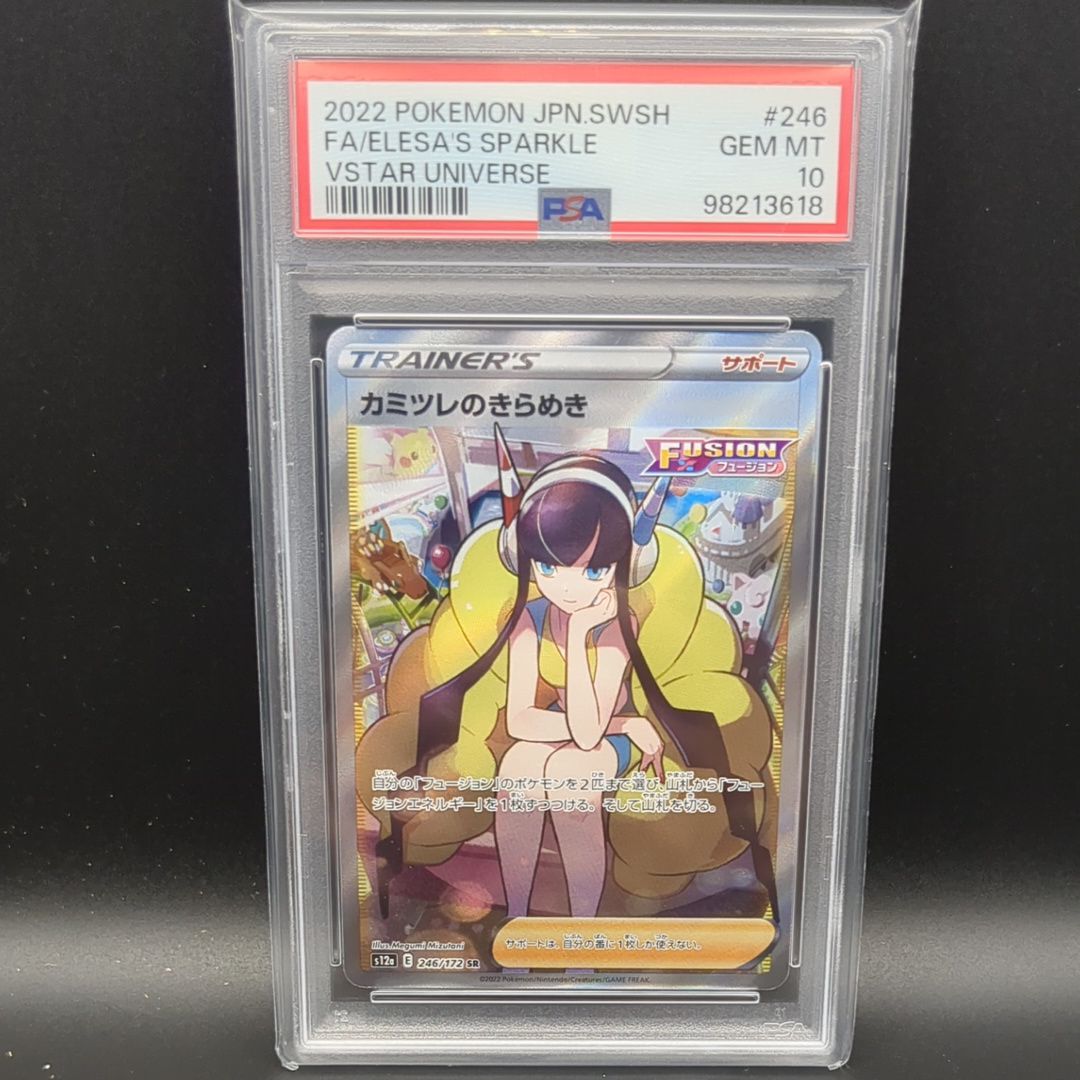 2022 POKEMON JPN.SWSH #246
FA/ELESA'S SPARKLE GEM MT
VSTAR UNIVERSE 10
PSA 98213618
TRAINER'S サポート
カミツレのきらめき
FUSION
フュージョン
自分の「フュージョン」のポケモンを2匹まで選び、山札から「フュー
ジョンエネルギー」を1枚ずつつける。そして山札を切る。
サポートは、自分の番に1枚しか使えない。
Illus. Megumi Mizutani
s12a E 246/172 SR
©2022 Pokémon/Nintendo/Creatures/GAME FREAK.